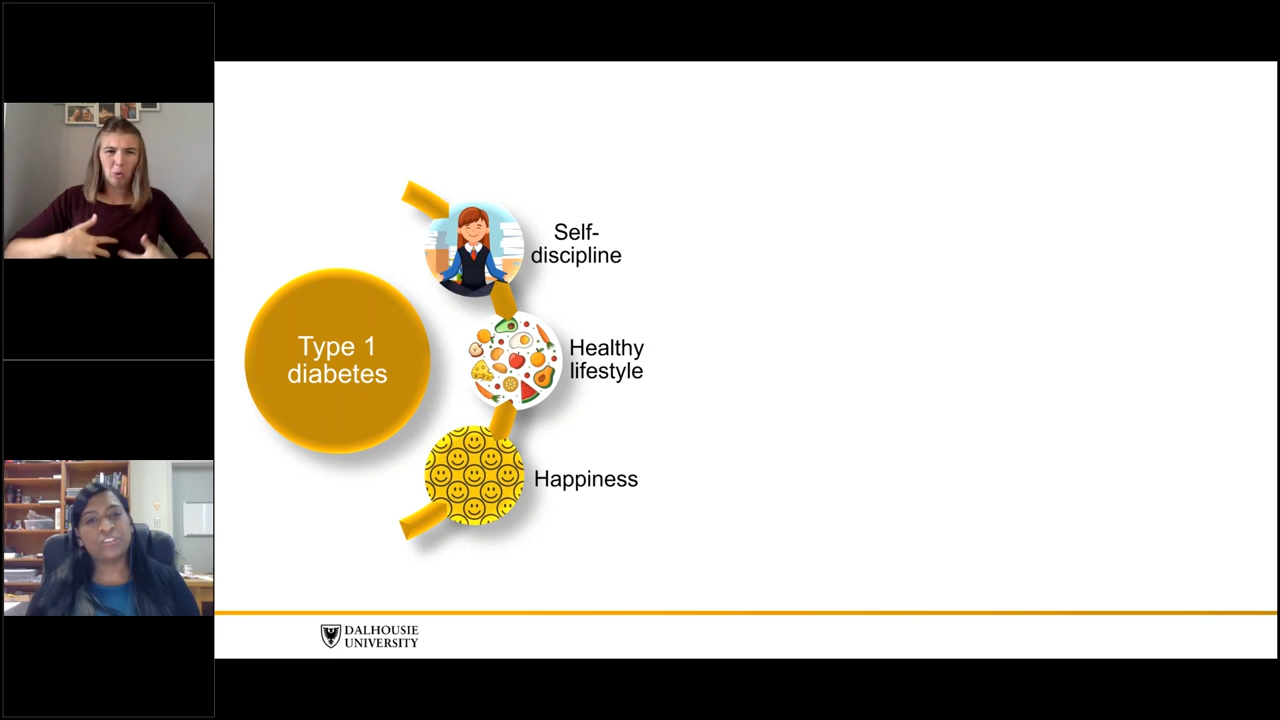 Type 1
diabetes
Self-
discipline
Healthy
lifestyle
Happiness
DALHOUSIE
UNIVERSITY